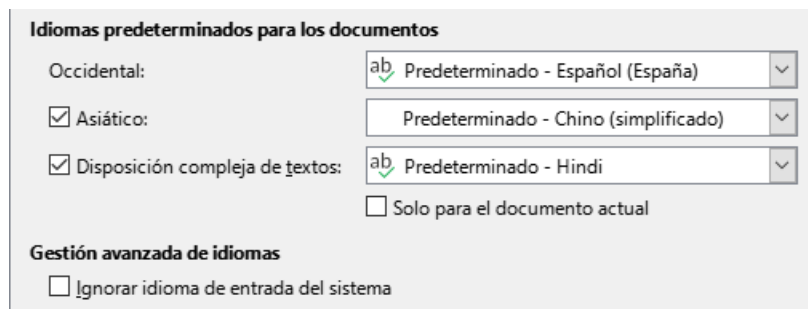 Idiomas predeterminados para los documentos
Occidental: ab Predeterminado - Español (España)
Asiático: Predeterminado - Chino (simplificado)
Disposición compleja de textos: ab Predeterminado - Hindi
Solo para el documento actual
Gestión avanzada de idiomas
Ignorar idioma de entrada del sistema